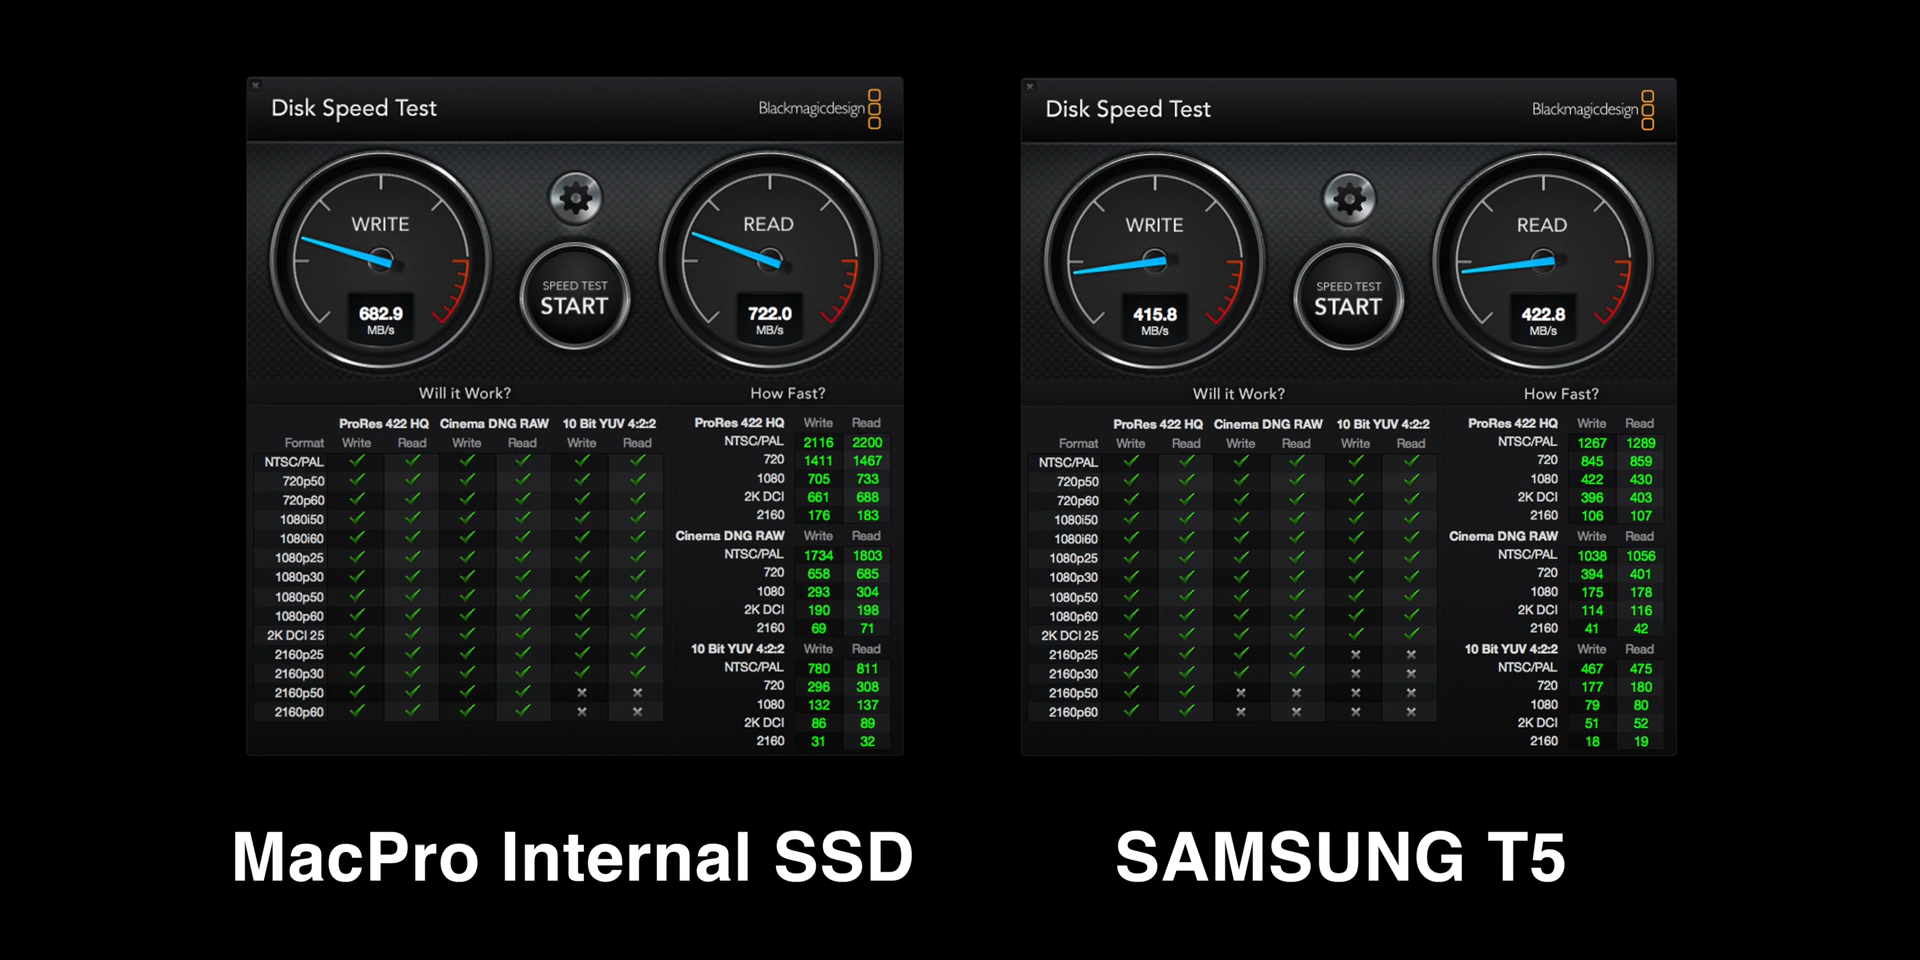 Disk Speed Test
Blackmagicdesign
WRITE
682.9
MB/s
SPEED TEST
START
READ
722.0
MB/s
Will it Work?
ProRes 422 HQ Cinema DNG RAW 10 Bit YUV 4:2:2
Format Write Read Write Read Write Read
NTSC/PAL
720p50
720p60
1080i50
1080i60
1080p25
1080p30
1080p50
1080p60
2K DCI 25
2160p25
2160p30
2160p50
2160p60
How Fast?
ProRes 422 HQ Write Read
NTSC/PAL 2116 2200
720 1411 1467
1080 705 733
2K DCI 661 688
2160 176 183
Cinema DNG RAW Write Read
NTSC/PAL 1734 1803
720 658 685
1080 293 304
2K DCI 190 198
2160 69 71
10 Bit YUV 4:2:2 Write Read
NTSC/PAL 780 811
720 296 308
1080 132 137
2K DCI 86 89
2160 31 32
MacPro Internal SSD
Disk Speed Test
Blackmagicdesign
WRITE
415.8
MB/s
SPEED TEST
START
READ
422.8
MB/s
Will it Work?
ProRes 422 HQ Cinema DNG RAW 10 Bit YUV 4:2:2
Format Write Read Write Read Write Read
NTSC/PAL
720p50
720p60
1080i50
1080i60
1080p25
1080p30
1080p50
1080p60
2K DCI 25
2160p25
2160p30
2160p50
2160p60
How Fast?
ProRes 422 HQ Write Read
NTSC/PAL 1267 1289
720 845 859
1080 422 430
2K DCI 396 403
2160 106 107
Cinema DNG RAW Write Read
NTSC/PAL 1038 1056
720 394 401
1080 175 178
2K DCI 114 116
2160 41 42
10 Bit YUV 4:2:2 Write Read
NTSC/PAL 467 475
720 177 180
1080 79 80
2K DCI 51 52
2160 18 19
SAMSUNG T5